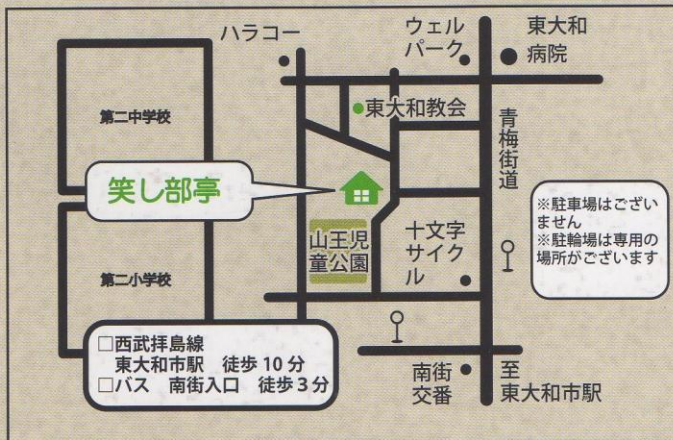 ハラコー
ウェル
パーク
東大和
病院
第二中学校
東大和教会
青梅街道
笑し部亭
※駐車場はござい
ません
※駐輪場は専用の
場所がございます
山王児
童公園
十文字
サイク
ル
第二小学校
□西武拝島線
東大和市駅 徒歩10分
□バス 南街入口 徒歩3分
南街
交番
至
東大和市駅